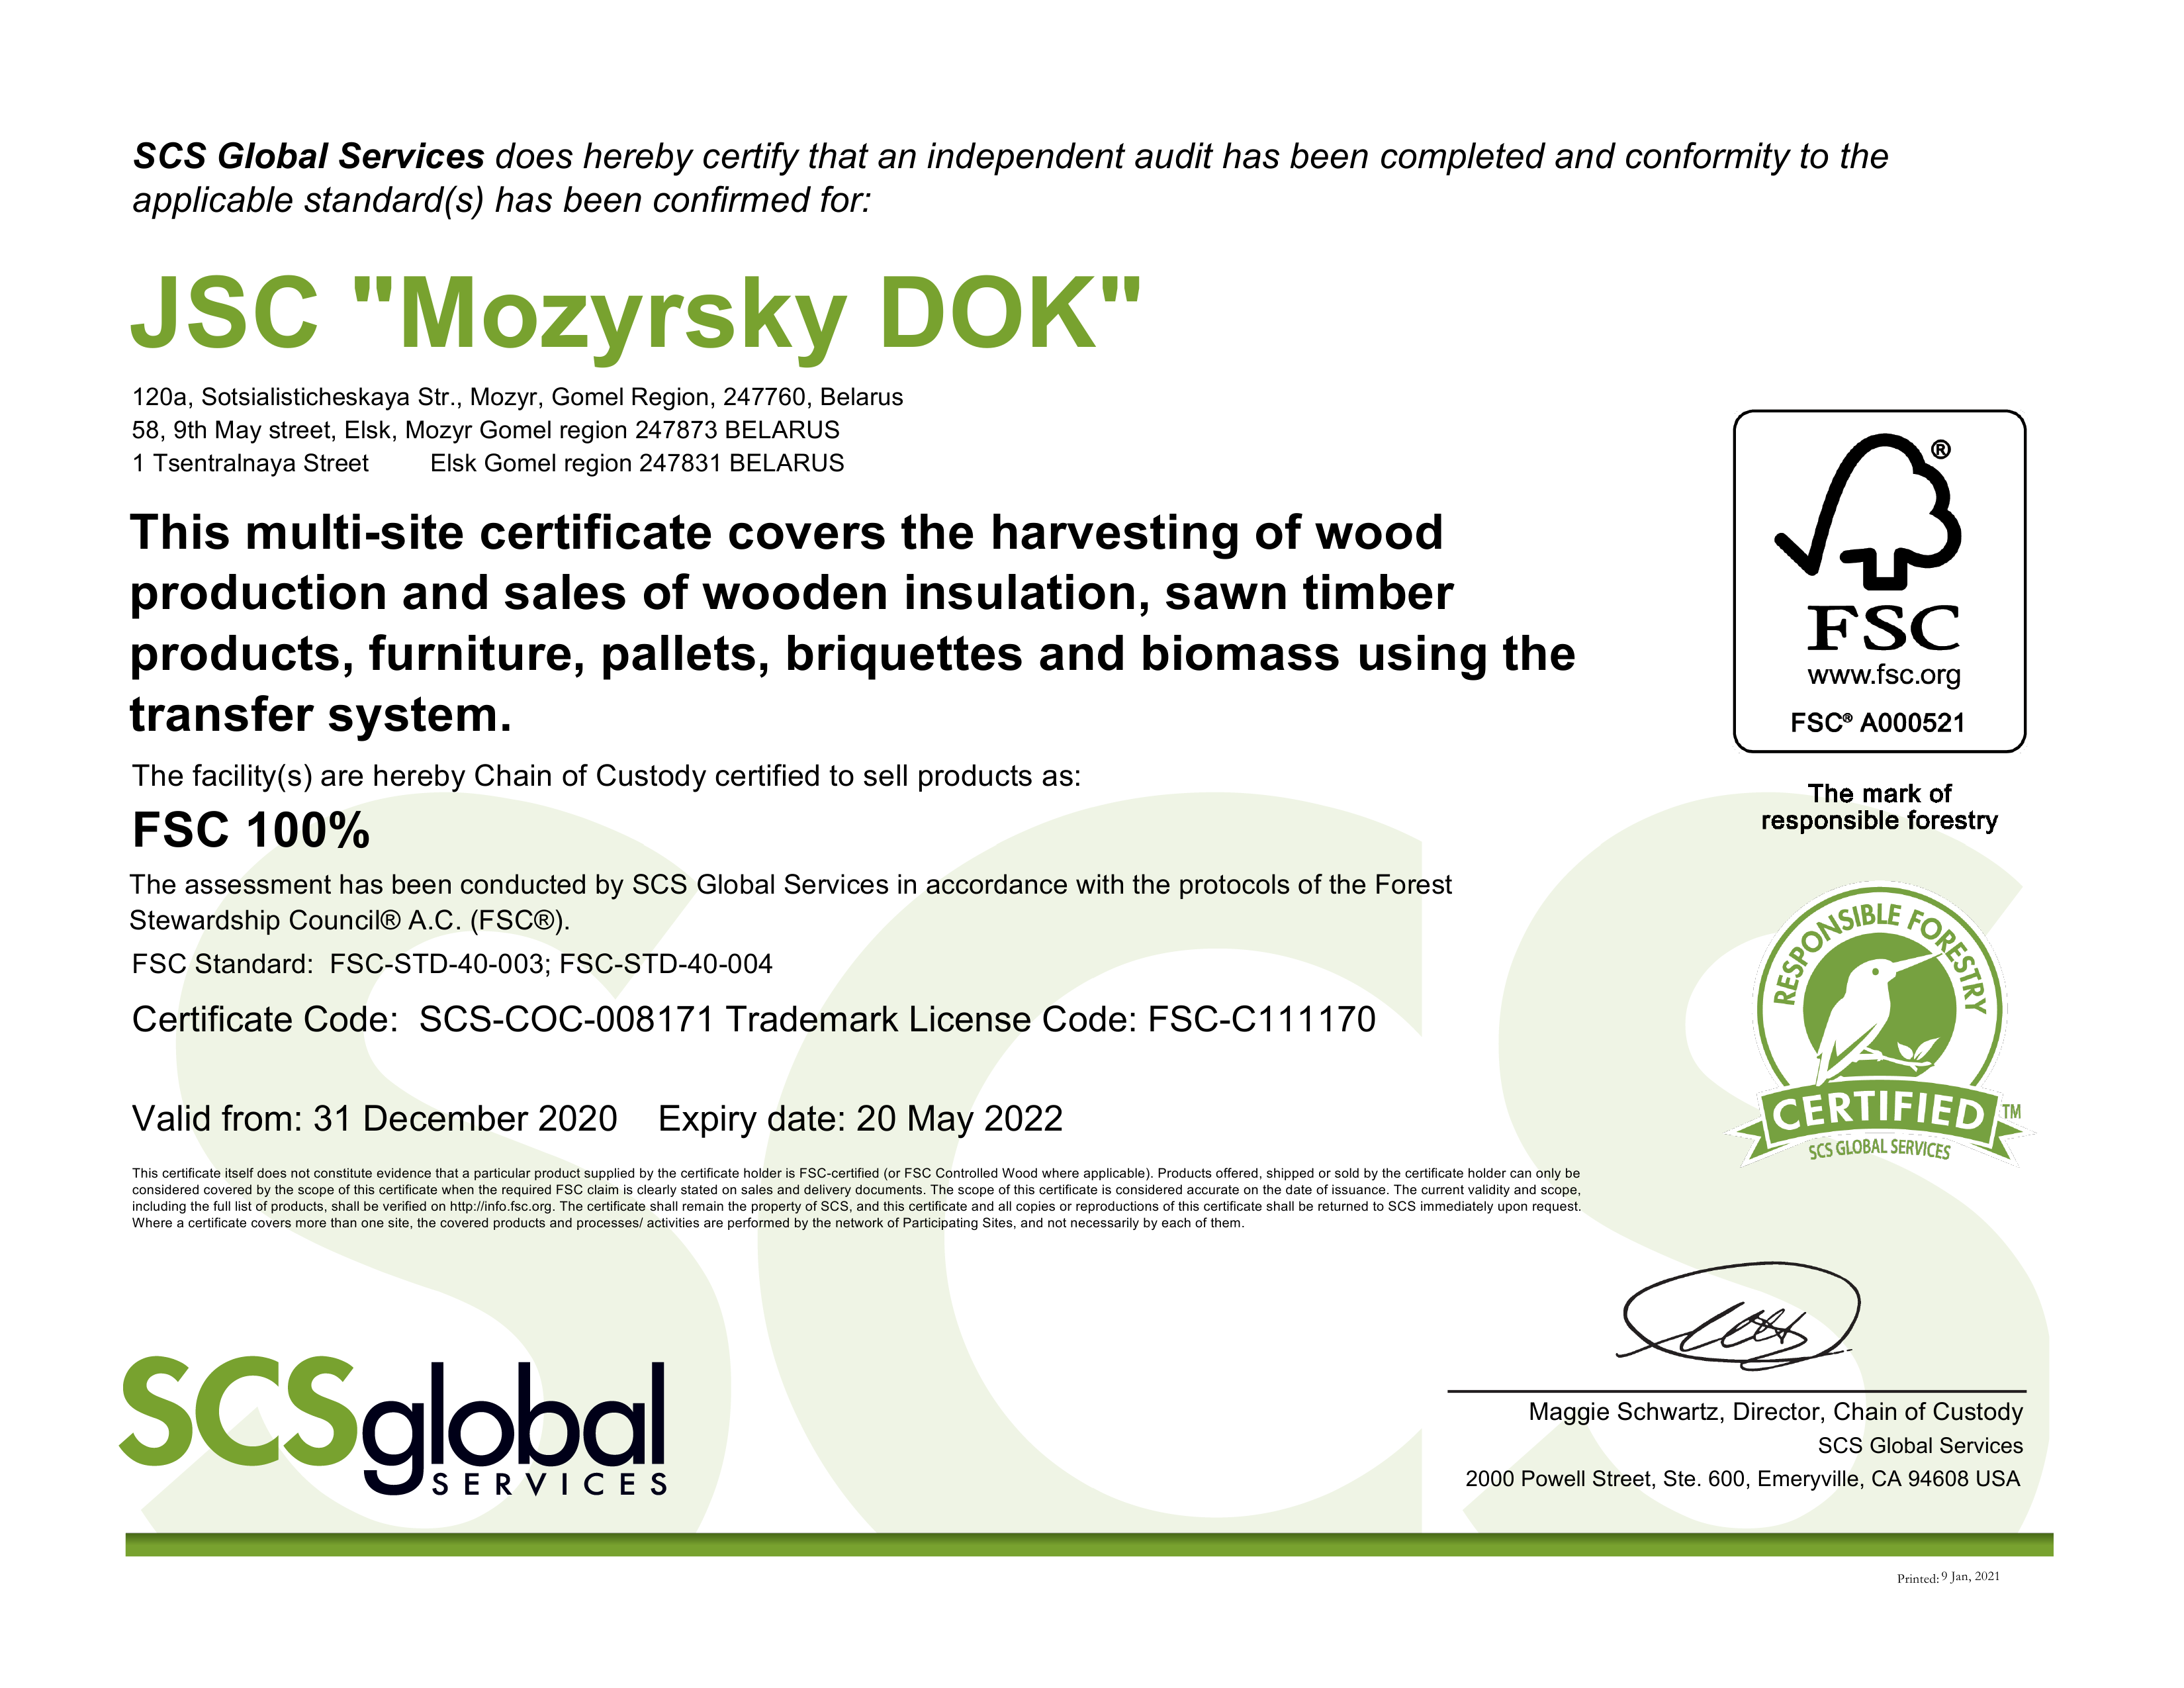 SCS Global Services does hereby certify that an independent audit has been completed and conformity to the
applicable standard(s) has been confirmed for:
JSC "Mozyrsky DOK"
120a, Sotsialisticheskaya Str., Mozyr, Gomel Region, 247760, Belarus
58, 9th May street, Elsk, Mozyr Gomel region 247873 BELARUS
1 Tsentralnaya Street Elsk Gomel region 247831 BELARUS
This multi-site certificate covers the harvesting of wood
production and sales of wooden insulation, sawn timber
products, furniture, pallets, briquettes and biomass using the
transfer system.
The facility(s) are hereby Chain of Custody certified to sell products as:
FSC 100%
The assessment has been conducted by SCS Global Services in accordance with the protocols of the Forest
Stewardship Council® A.C. (FSC®).
FSC Standard: FSC-STD-40-003; FSC-STD-40-004
Certificate Code: SCS-COC-008171 Trademark License Code: FSC-C111170
Valid from: 31 December 2020 Expiry date: 20 May 2022
This certificate itself does not constitute evidence that a particular product supplied by the certificate holder is FSC-certified (or FSC Controlled Wood where applicable). Products offered, shipped or sold by the certificate holder can only be
considered covered by the scope of this certificate when the required FSC claim is clearly stated on sales and delivery documents. The scope of this certificate is considered accurate on the date of issuance. The current validity and scope,
including the full list of products, shall be verified on http://info.fsc.org. The certificate shall remain the property of SCS, and this certificate and all copies or reproductions of this certificate shall be returned to SCS immediately upon request.
Where a certificate covers more than one site, the covered products and processes/ activities are performed by the network of Participating Sites, and not necessarily by each of them.
®
FSC
www.fsc.org
FSC® A000521
The mark of
responsible forestry
RESPONSIBLE FORESTRY
CERTIFIED TM
SCS GLOBAL SERVICES
SCS
SCSglobal
SERVICES
Maggie Schwartz, Director, Chain of Custody
SCS Global Services
2000 Powell Street, Ste. 600, Emeryville, CA 94608 USA
Printed: 9 Jan, 2021